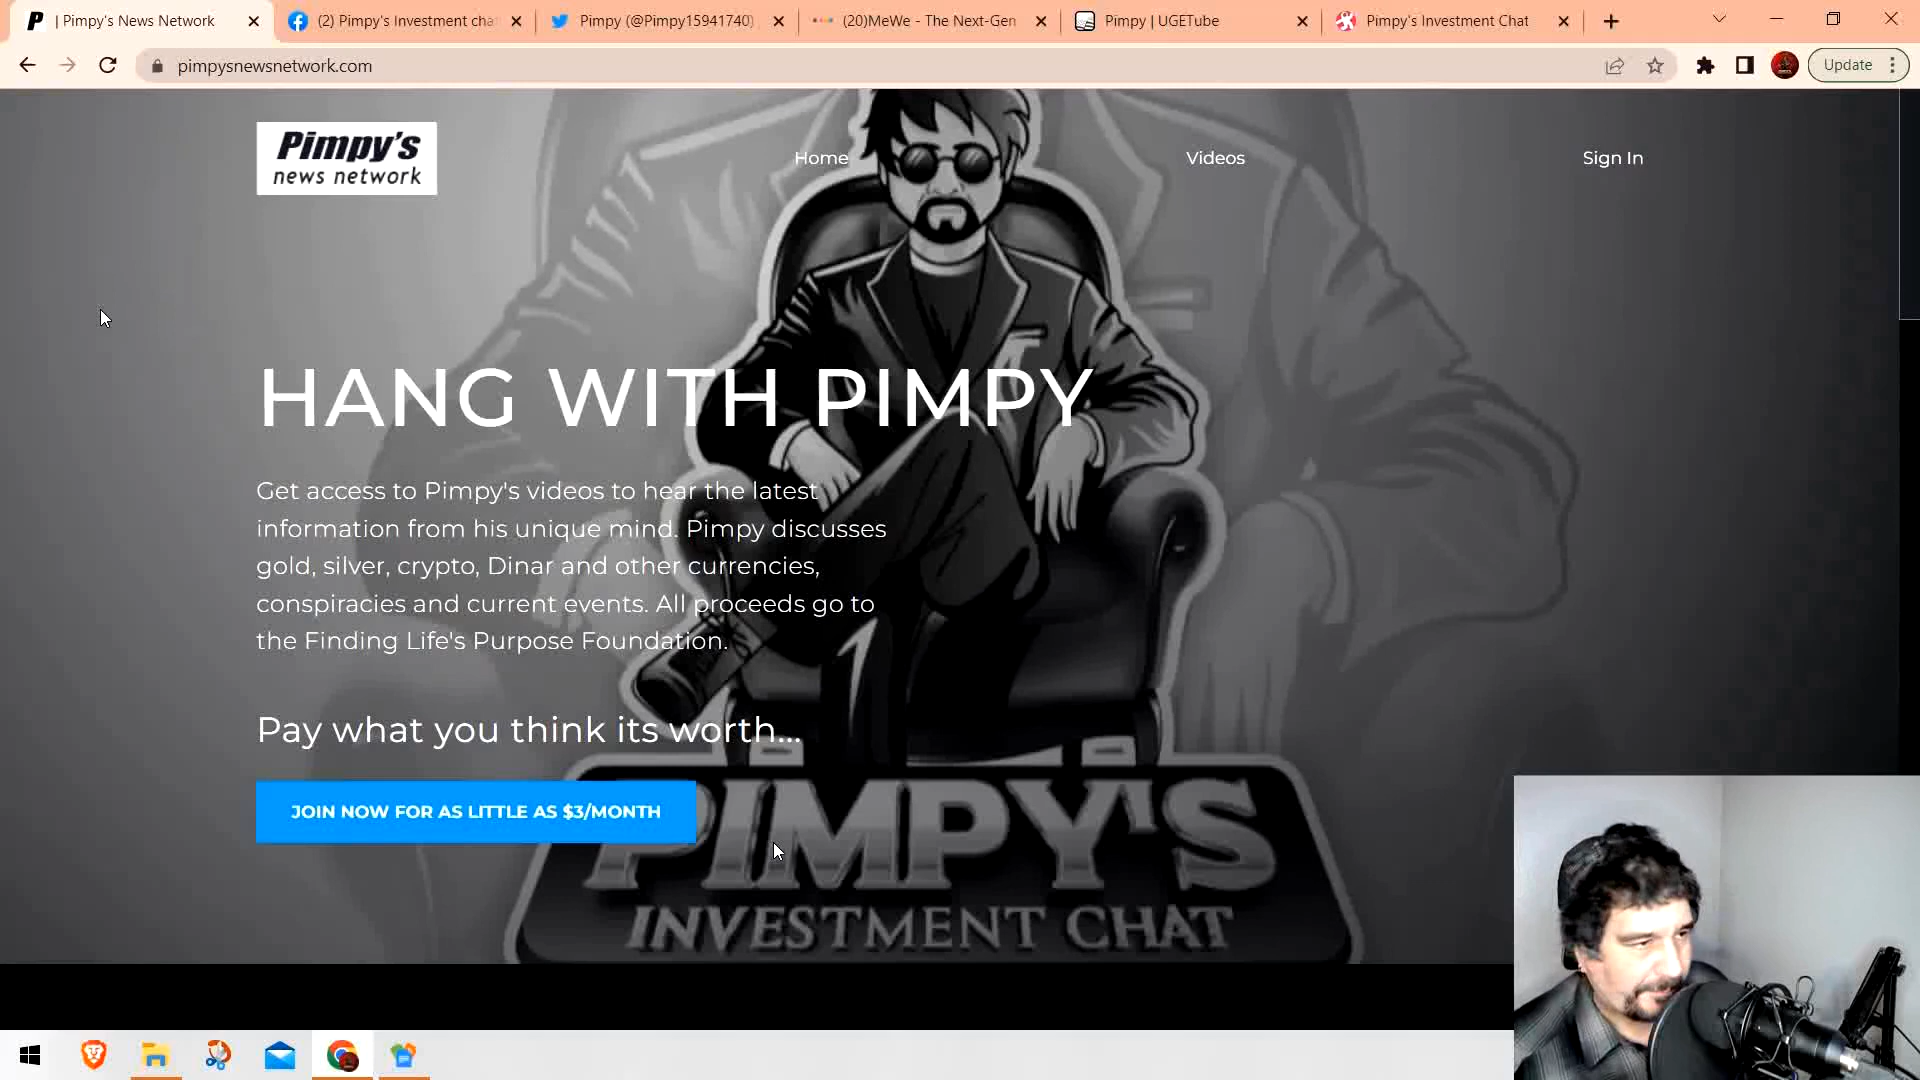 | Pimpy's News Network
(2) Pimpy's Investment cha
Pimpy (@Pimpy15941740)
(20)MeWe - The Next-Gen
Pimpy | UGETube
Pimpy's Investment Chat
pimpysnewsnetwork.com
Update
Pimpy's
news network
Home
Videos
Sign In
HANG WITH PIMPY
Get access to Pimpy's videos to hear the latest
information from his unique mind. Pimpy discusses
gold, silver, crypto, Dinar and other currencies,
conspiracies and current events. All proceeds go to
the Finding Life's Purpose Foundation.
Pay what you think its worth...
JOIN NOW FOR AS LITTLE AS $3/MONTH
PIMPY'S
INVESTMENT CHAT